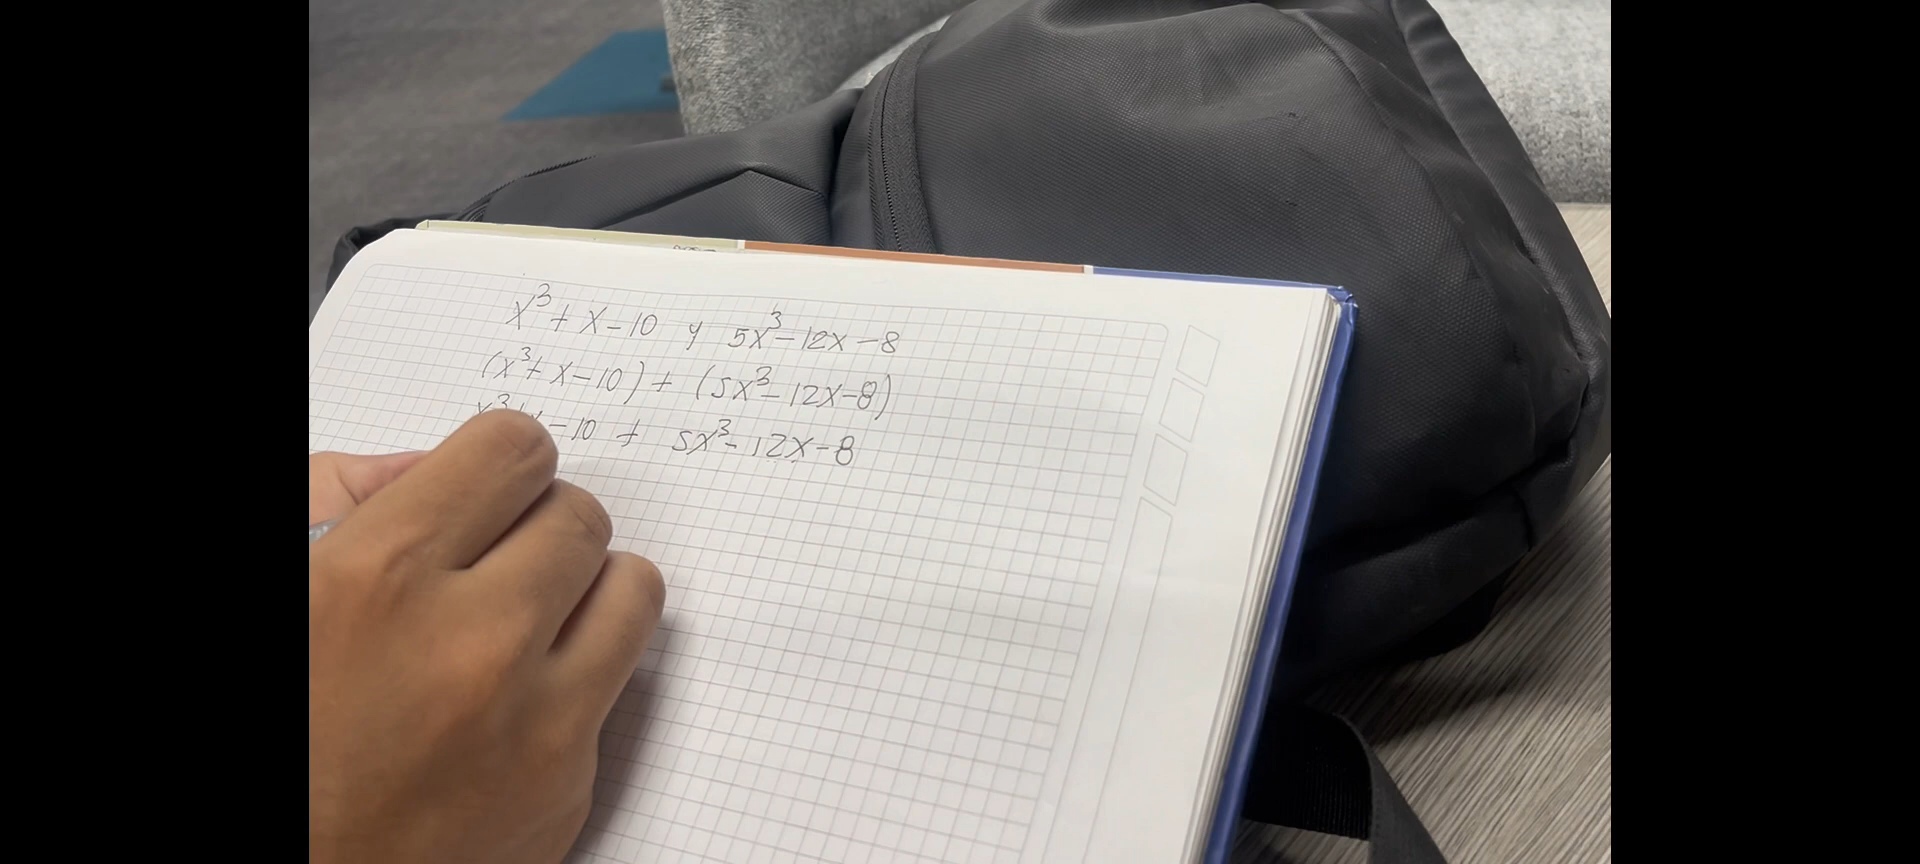 x³ + x - 10 y 5x³ - 12x - 8
(x³ + x - 10) + (5x³ - 12x - 8)
- 10 + 5x³ - 12x - 8